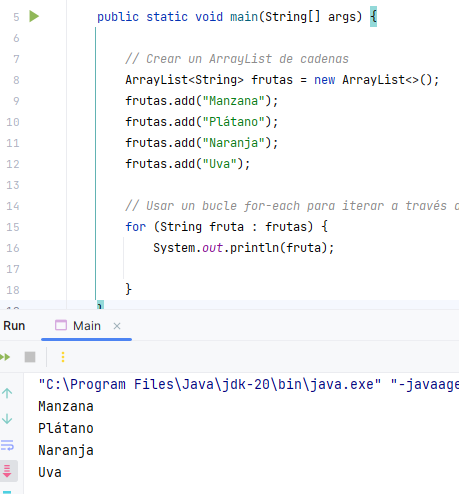 5 public static void main(String[] args) {
6
7 // Crear un ArrayList de cadenas
8 ArrayList<String> frutas = new ArrayList<>();
9 frutas.add("Manzana");
10 frutas.add("Plátano");
11 frutas.add("Naranja");
12 frutas.add("Uva");
13
14 // Usar un bucle for-each para iterar a través
15 for (String fruta : frutas) {
16 System.out.println(fruta);
17
18 }
}
Run Main ×
"C:\Program Files\Java\jdk-20\bin\java.exe" "-javaage
Manzana
Plátano
Naranja
Uva